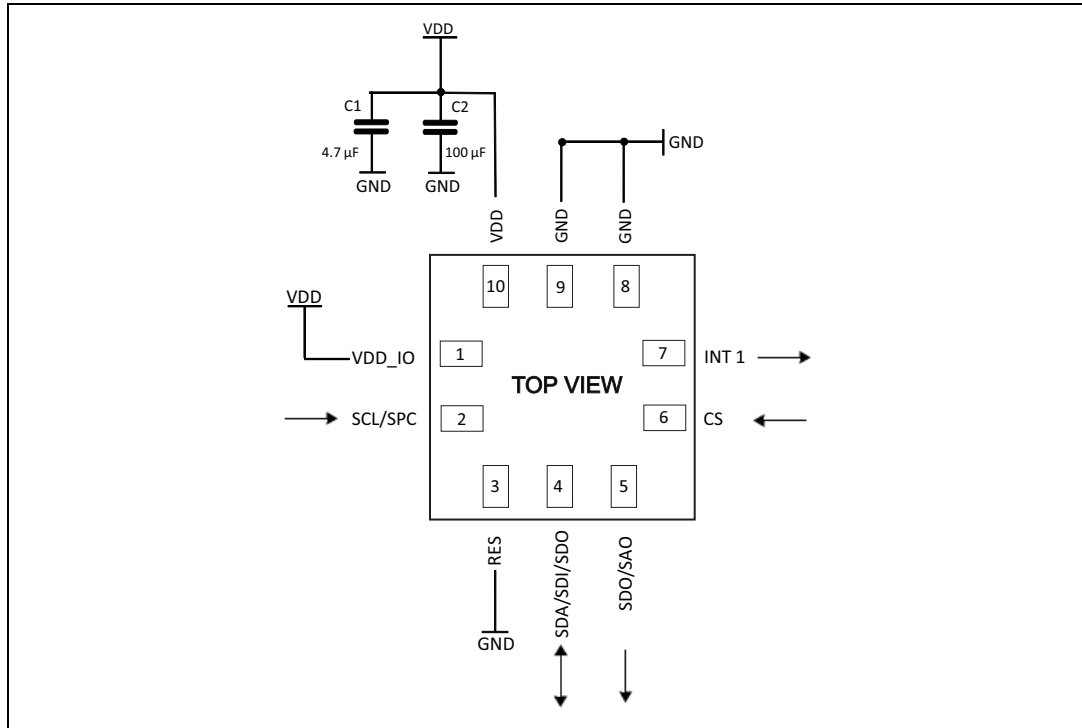 VDD
C1
C2
4.7 µF
100 µF
GND
GND
GND
VDD
GND
GND
10
9
8
VDD
VDD_IO
1
7
INT 1
TOP VIEW
SCL/SPC
2
6
CS
3
4
5
RES
SDA/SDI/SDO
SDO/SAO
GND